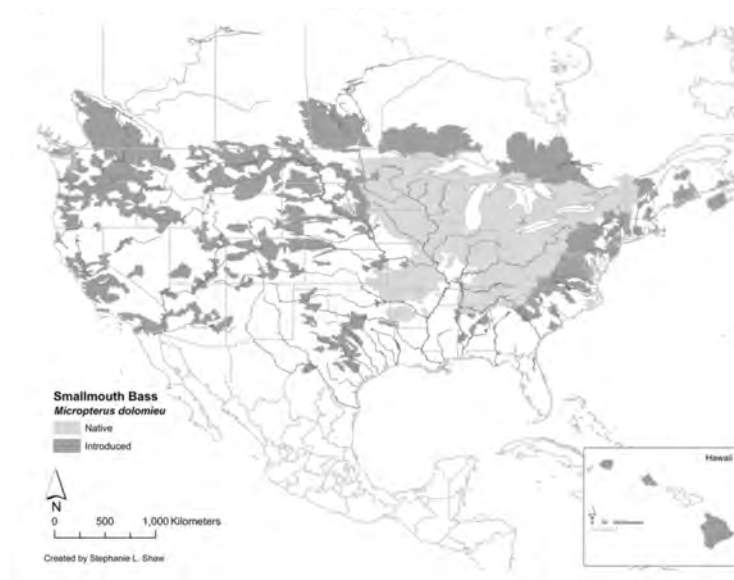 Smallmouth Bass
Micropterus dolomieu
Native
Introduced
N
0 500 1,000 Kilometers
Created by Stephanie L. Shaw
Hawaii